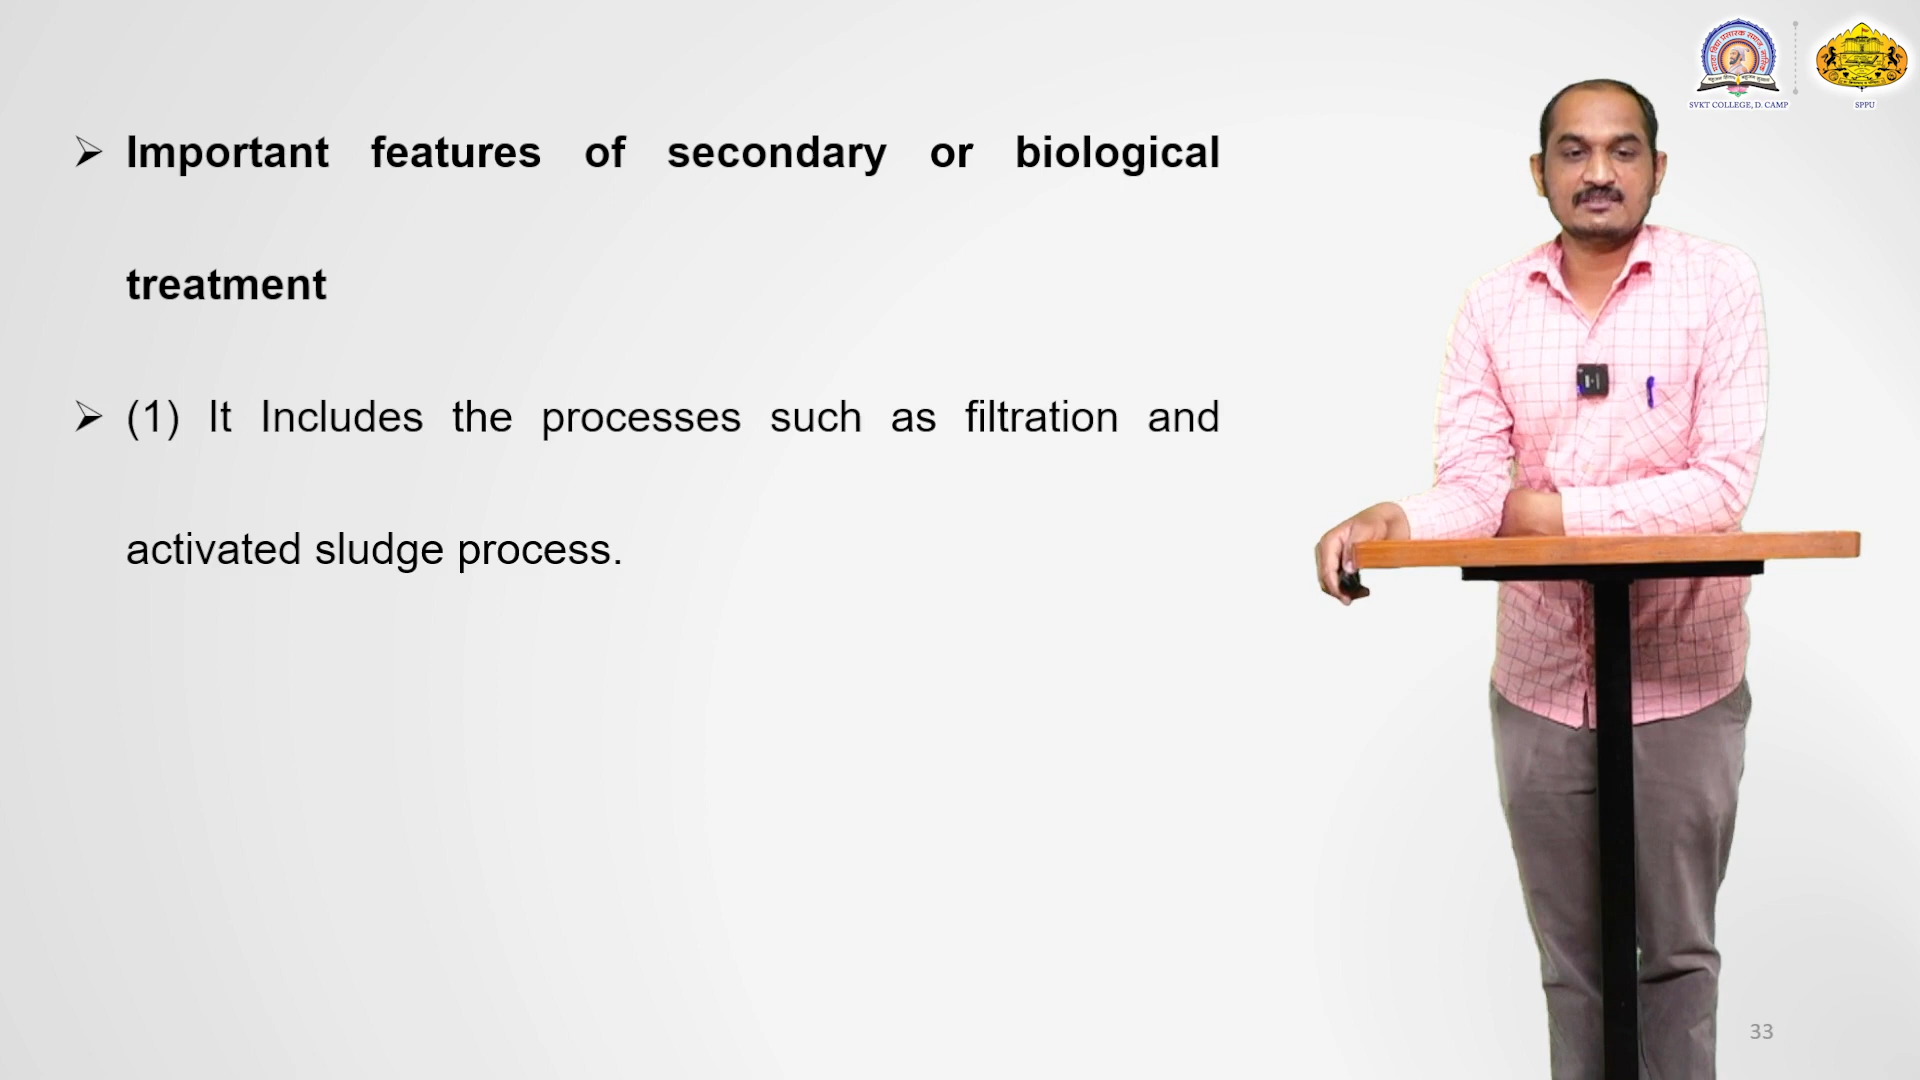 Important features of secondary or biological
treatment
(1) It Includes the processes such as filtration and
activated sludge process.
SVKT COLLEGE, D. CAMP
SPPU
33